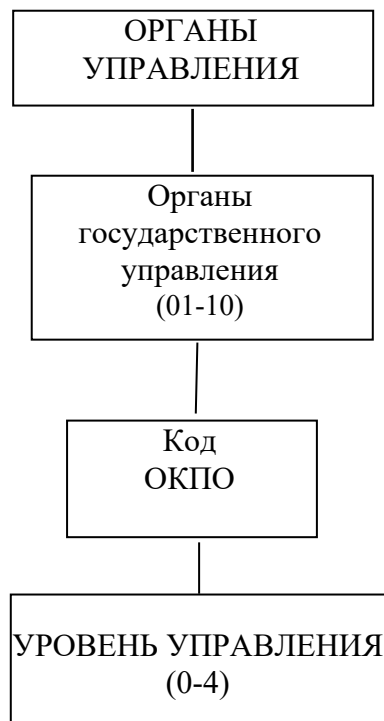 ОРГАНЫ
УПРАВЛЕНИЯ
Органы
государственного
управления
(01-10)
Код
ОКПО
УРОВЕНЬ УПРАВЛЕНИЯ
(0-4)